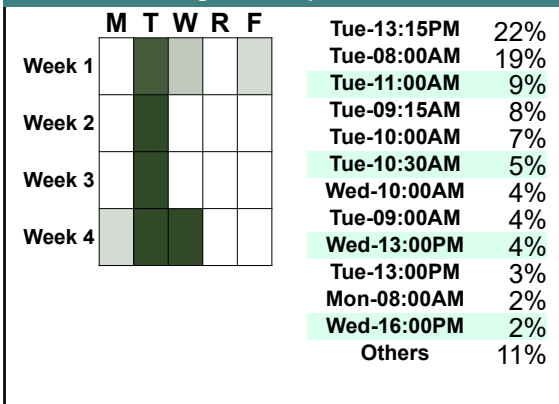 M T W R F
Week 1
Week 2
Week 3
Week 4
Tue-13:15PM 22%
Tue-08:00AM 19%
Tue-11:00AM 9%
Tue-09:15AM 8%
Tue-10:00AM 7%
Tue-10:30AM 5%
Wed-10:00AM 4%
Tue-09:00AM 4%
Wed-13:00PM 4%
Tue-13:00PM 3%
Mon-08:00AM 2%
Wed-16:00PM 2%
Others 11%